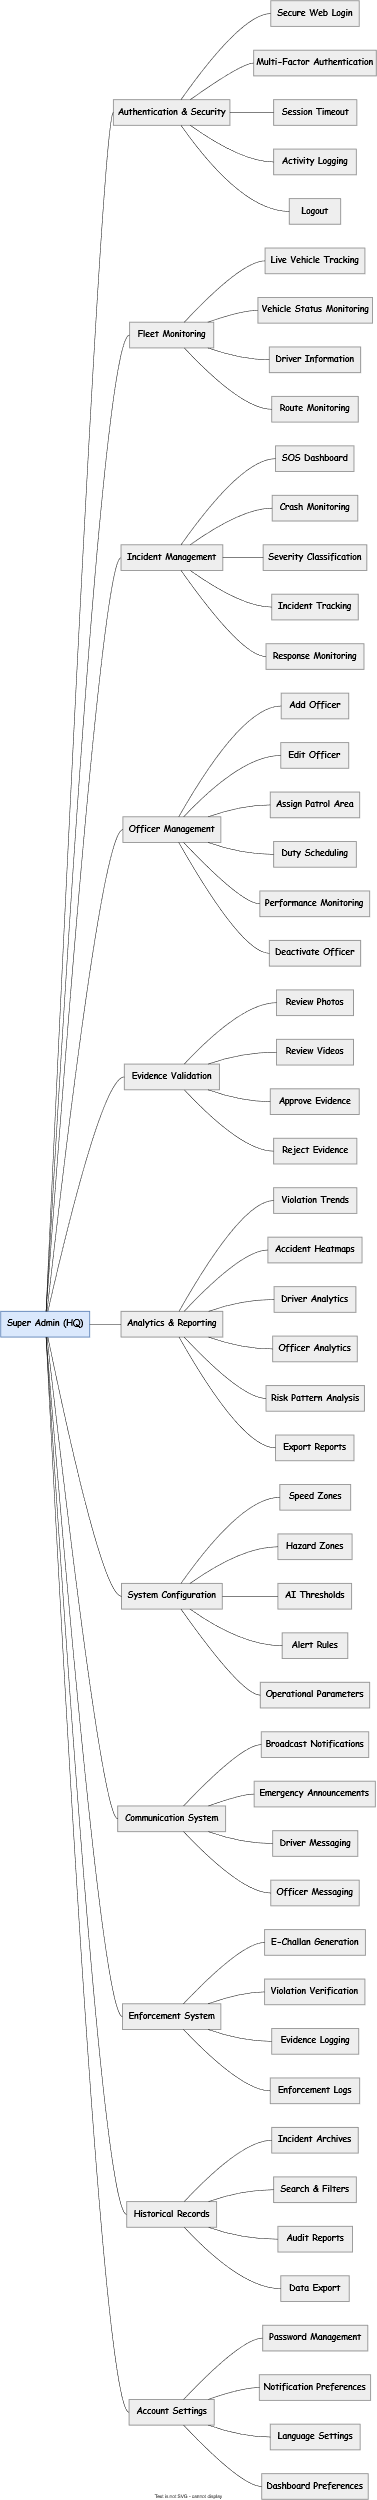 Secure Web Login
Multi-Factor Authentication
Authentication & Security
Session Timeout
Activity Logging
Logout
Live Vehicle Tracking
Vehicle Status Monitoring
Fleet Monitoring
Driver Information
Route Monitoring
SOS Dashboard
Crash Monitoring
Incident Management
Severity Classification
Incident Tracking
Response Monitoring
Add Officer
Edit Officer
Assign Patrol Area
Officer Management
Duty Scheduling
Performance Monitoring
Deactivate Officer
Review Photos
Review Videos
Evidence Validation
Approve Evidence
Reject Evidence
Violation Trends
Accident Heatmaps
Driver Analytics
Super Admin (HQ)
Analytics & Reporting
Officer Analytics
Risk Pattern Analysis
Export Reports
Speed Zones
Hazard Zones
System Configuration
AI Thresholds
Alert Rules
Operational Parameters
Broadcast Notifications
Emergency Announcements
Communication System
Driver Messaging
Officer Messaging
E-Challan Generation
Violation Verification
Enforcement System
Evidence Logging
Enforcement Logs
Incident Archives
Search & Filters
Historical Records
Audit Reports
Data Export
Password Management
Notification Preferences
Account Settings
Language Settings
Dashboard Preferences
Text is not SVG - cannot display